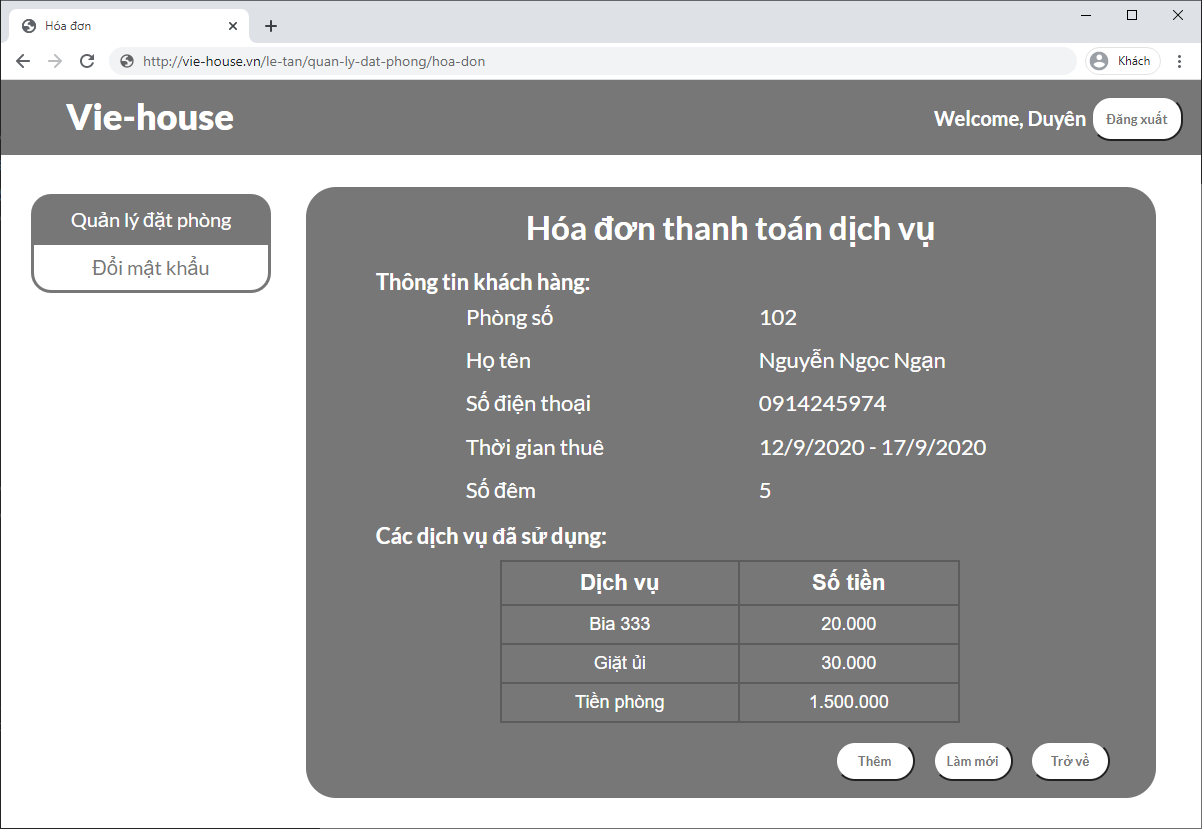 Hóa đơn
http://vie-house.vn/le-tan/quan-ly-dat-phong/hoa-don
Khách
Vie-house
Welcome, Duyên
Đăng xuất
Quản lý đặt phòng
Đổi mật khẩu
Hóa đơn thanh toán dịch vụ
Thông tin khách hàng:
Phòng số 102
Họ tên Nguyễn Ngọc Ngạn
Số điện thoại 0914245974
Thời gian thuê 12/9/2020 - 17/9/2020
Số đêm 5
Các dịch vụ đã sử dụng:
Dịch vụ Số tiền
Bia 333 20.000
Giặt ủi 30.000
Tiền phòng 1.500.000
Thêm Làm mới Trở về